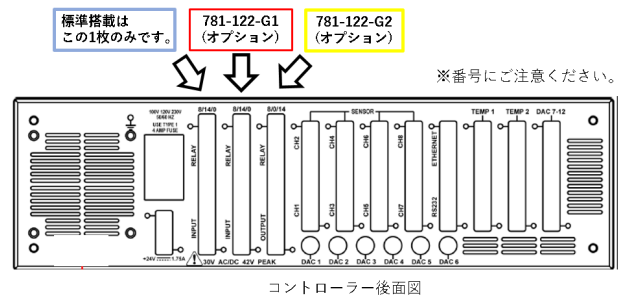 標準搭載は
この1枚のみです。
781-122-G1
(オプション)
781-122-G2
(オプション)
※番号にご注意ください。
100V 120V 230V
50/60 HZ
USE TYPE T
4 AMP FUSE
+24V 1.75A
8/14/0
RELAY
INPUT
8/14/0
RELAY
INPUT
6/0/14
RELAY
OUTPUT
30V AC/DC 42V PEAK
SENSOR
CH2
CH1
CH4
CH3
CH6
CH5
CH8
CH7
ETHERNET
RS232
TEMP 1
TEMP 2
DAC 7-12
DAC 1
DAC 2
DAC 3
DAC 4
DAC 5
DAC 6
コントローラー後面図